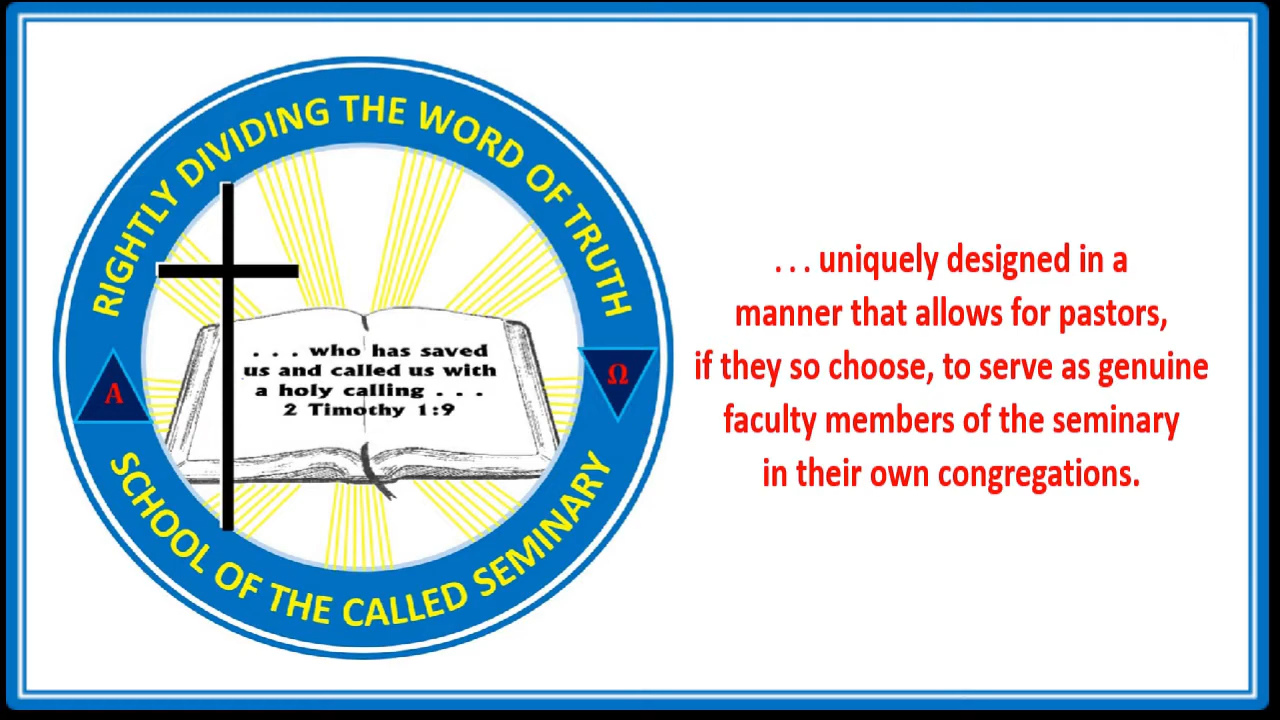 RIGHTLY DIVIDING THE WORD OF TRUTH
. . . who has saved
us and called us with
a holy calling . . .
2 Timothy 1:9
Α
Ω
SCHOOL OF THE CALLED SEMINARY
. . . uniquely designed in a
manner that allows for pastors,
if they so choose, to serve as genuine
faculty members of the seminary
in their own congregations.